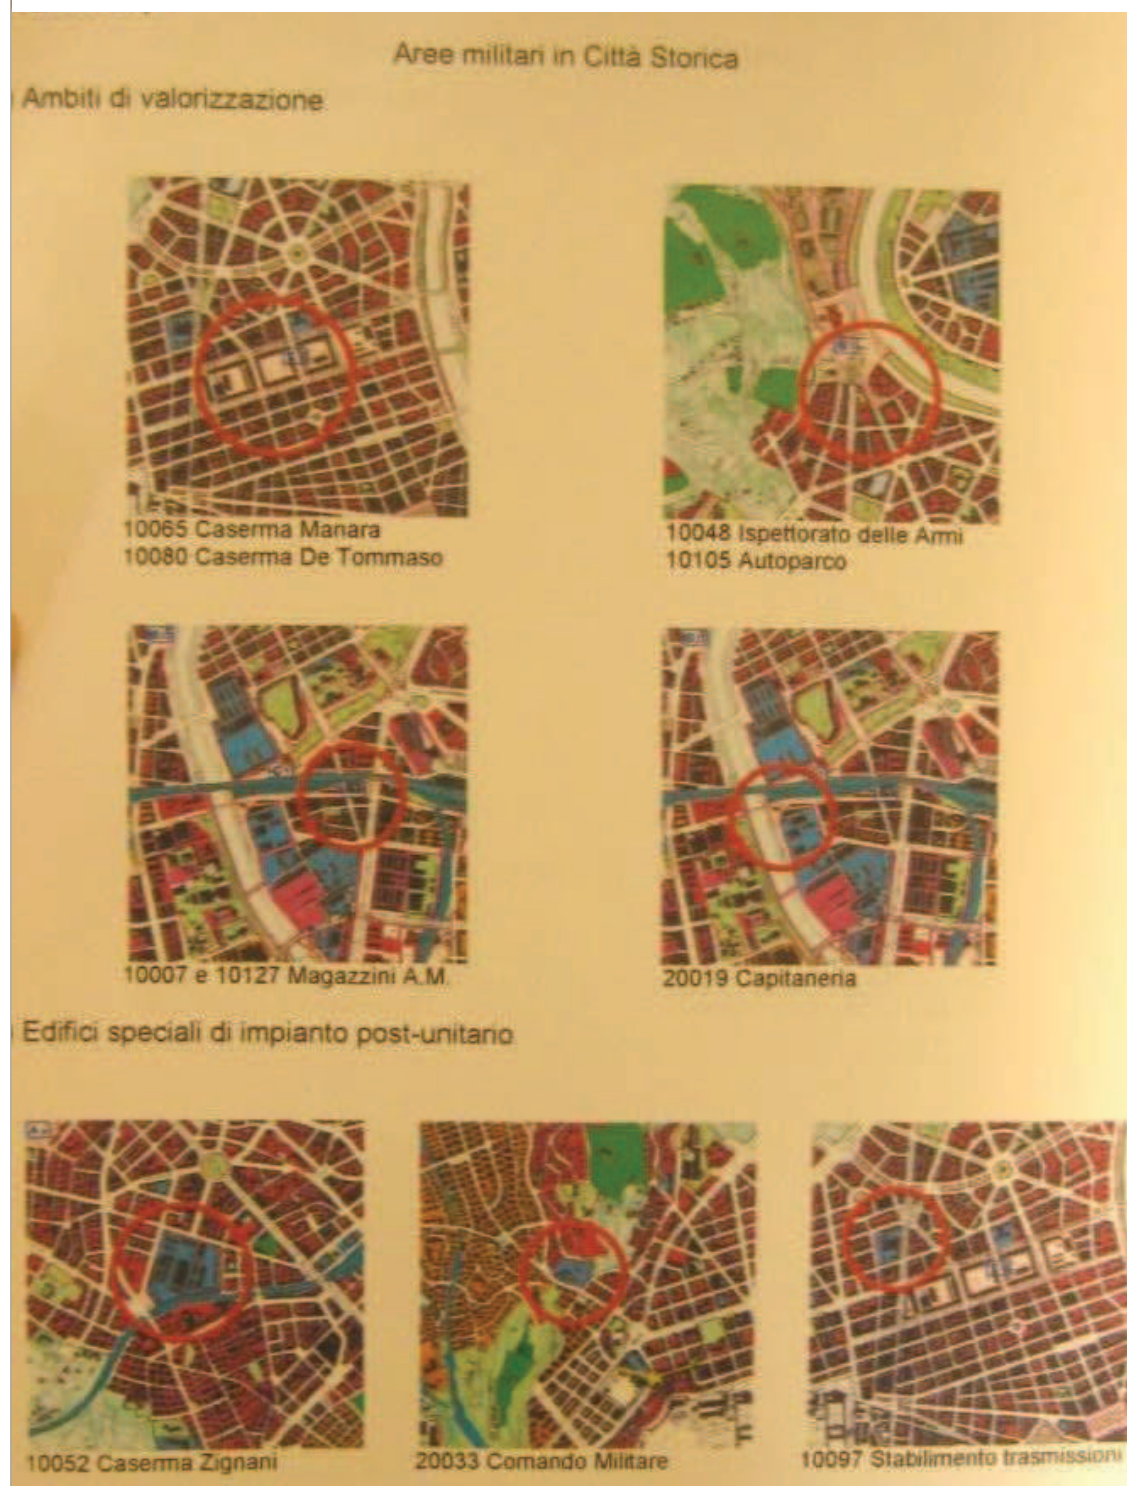 Aree militari in Città Storica
Ambiti di valorizzazione
10065 Caserma Manara
10080 Caserma De Tommaso
10048 Ispettorato delle Armi
10105 Autoparco
10007 e 10127 Magazzini A.M.
20019 Capitaneria
Edifici speciali di impianto post-unitario
10052 Caserma Zignani
20033 Comando Militare
10097 Stabilimento trasmissioni